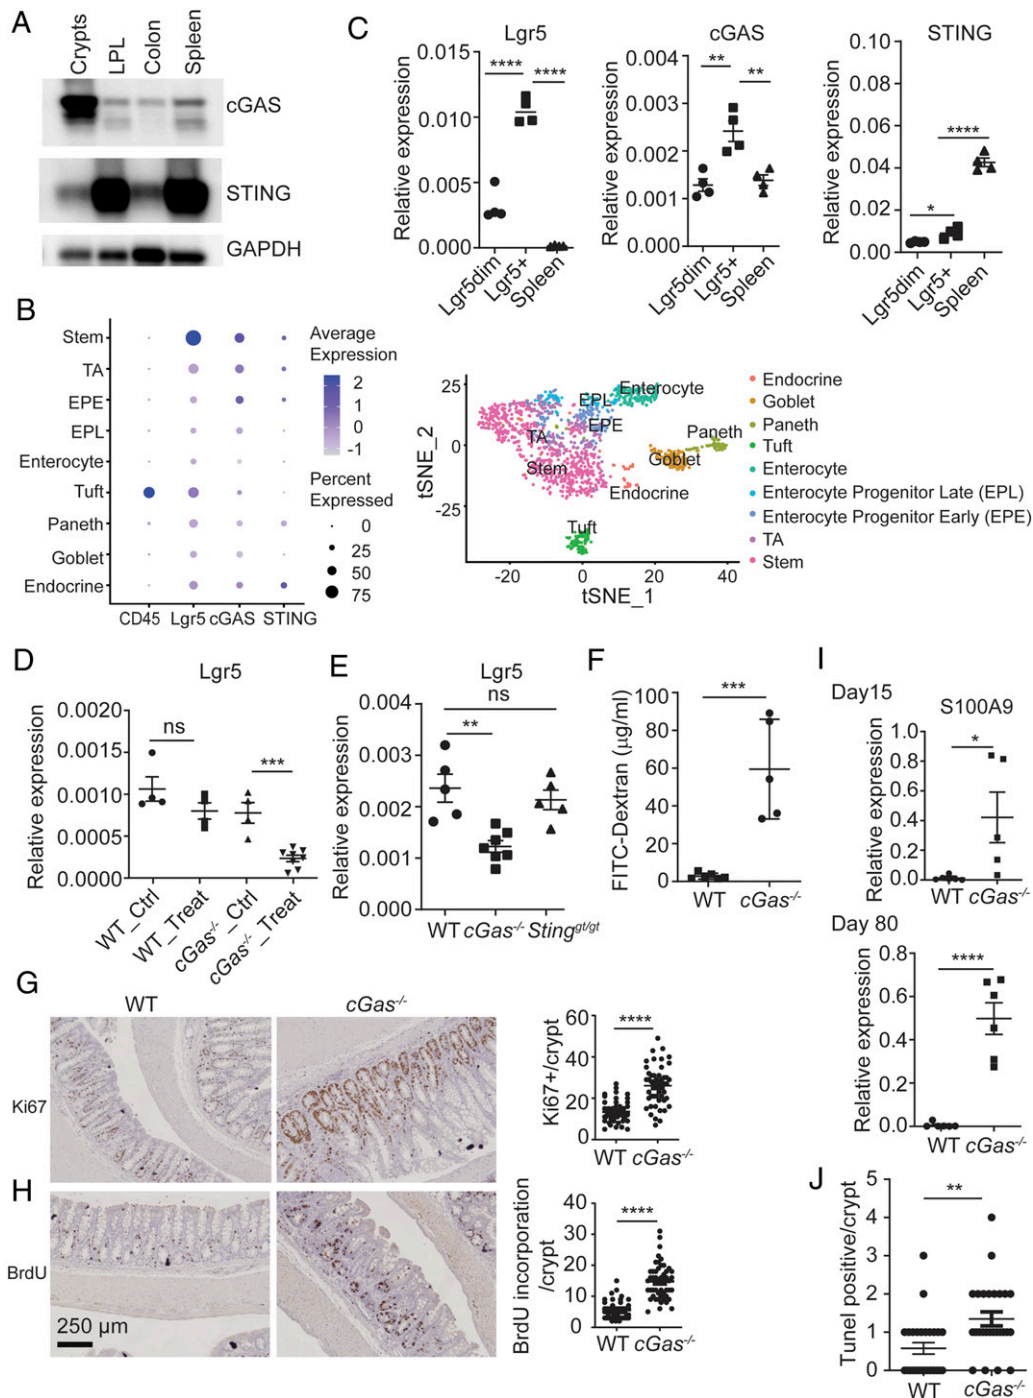 A
Crypts
LPL
Colon
Spleen
cGAS
STING
GAPDH
B
Stem
TA
EPE
EPL
Enterocyte
Tuft
Paneth
Goblet
Endocrine
CD45 Lgr5 cGAS STING
Average
Expression
2
1
0
-1
Percent
Expressed
0
25
50
75
C
Lgr5
Relative expression
0.015
0.010
0.005
0.000
**** ****
Lgr5dim
Lgr5+
Spleen
cGAS
Relative expression
0.004
0.003
0.002
0.001
0.000
** **
Lgr5dim
Lgr5+
Spleen
STING
Relative expression
0.10
0.08
0.06
0.04
0.02
0.00
****
*
Lgr5dim
Lgr5+
Spleen
tSNE_2
25
0
-25
-20 0 20 40
tSNE_1
Enterocyte
EPL
EPE
TA
Stem
Endocrine
Goblet
Paneth
Tuft
Endocrine
Goblet
Paneth
Tuft
Enterocyte
Enterocyte Progenitor Late (EPL)
Enterocyte Progenitor Early (EPE)
TA
Stem
D
Lgr5
Relative expression
0.0020
0.0015
0.0010
0.0005
0.0000
ns
***
WT_Ctrl
WT_Treat
cGas-/-_Ctrl
cGas-/-_Treat
E
Lgr5
Relative expression
0.004
0.003
0.002
0.001
0.000
ns
**
WT cGas-/- Stinggt/gt
F
FITC-Dextran (μg/ml)
100
80
60
40
20
0
***
WT cGas-/-
I
Day15
S100A9
Relative expression
1.0
0.8
0.6
0.4
0.2
0.0
*
WT cGas-/-
Day 80
Relative expression
0.8
0.6
0.4
0.2
0.0
****
WT cGas-/-
G
WT
cGas-/-
Ki67
Ki67+/crypt
60
40
20
0
****
WT cGas-/-
H
BrdU
250 μm
BrdU incorporation
/crypt
40
30
20
10
0
****
WT cGas-/-
J
Tunel positive/crypt
5
4
3
2
1
0
**
WT cGas-/-